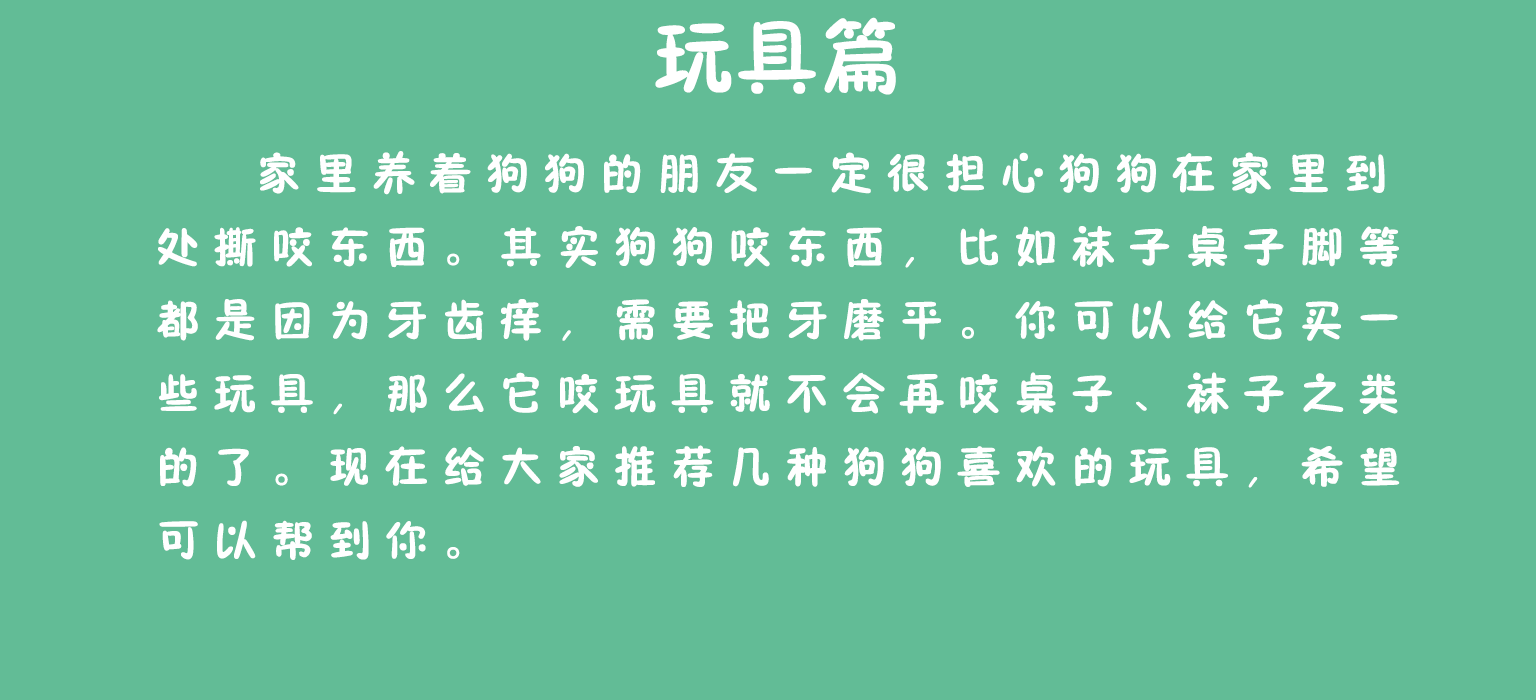 玩具篇
家里养着狗狗的朋友一定很担心狗狗在家里到
处撕咬东西。其实狗狗咬东西，比如袜子桌子脚等
都是因为牙齿痒，需要把牙磨平。你可以给它买一
些玩具，那么它咬玩具就不会再咬桌子、袜子之类
的了。现在给大家推荐几种狗狗喜欢的玩具，希望
可以帮到你。